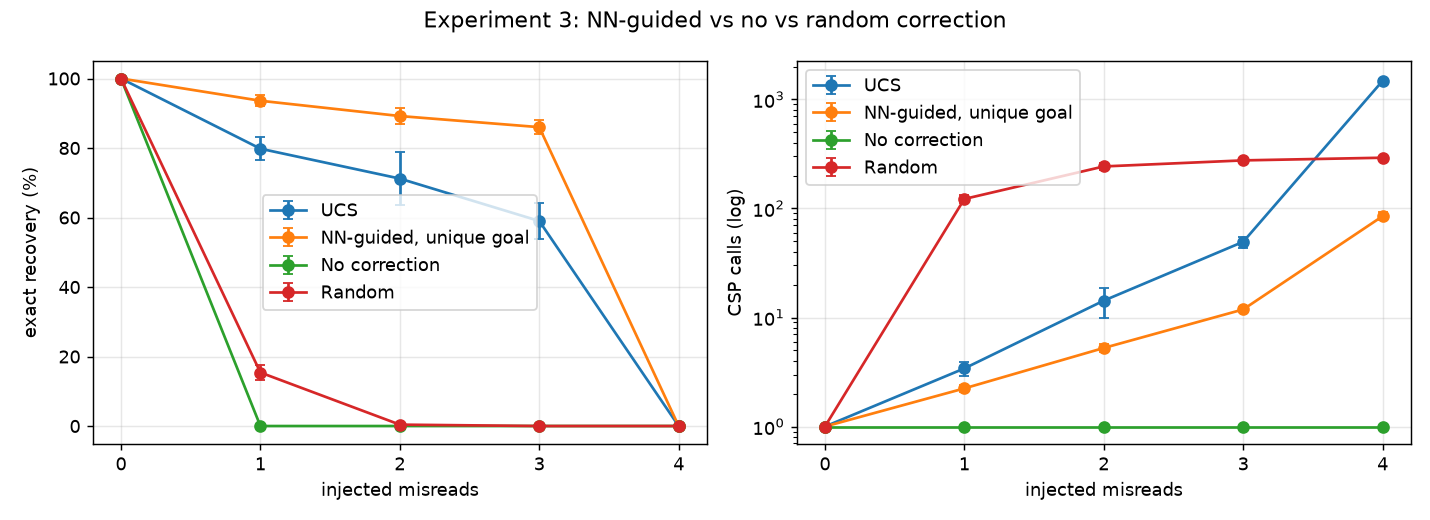 Experiment 3: NN-guided vs no vs random correction
exact recovery (%)
100
80
60
40
20
0
UCS
NN-guided, unique goal
No correction
Random
0 1 2 3 4
injected misreads
CSP calls (log)
10³
10²
10¹
10⁰
UCS
NN-guided, unique goal
No correction
Random
0 1 2 3 4
injected misreads